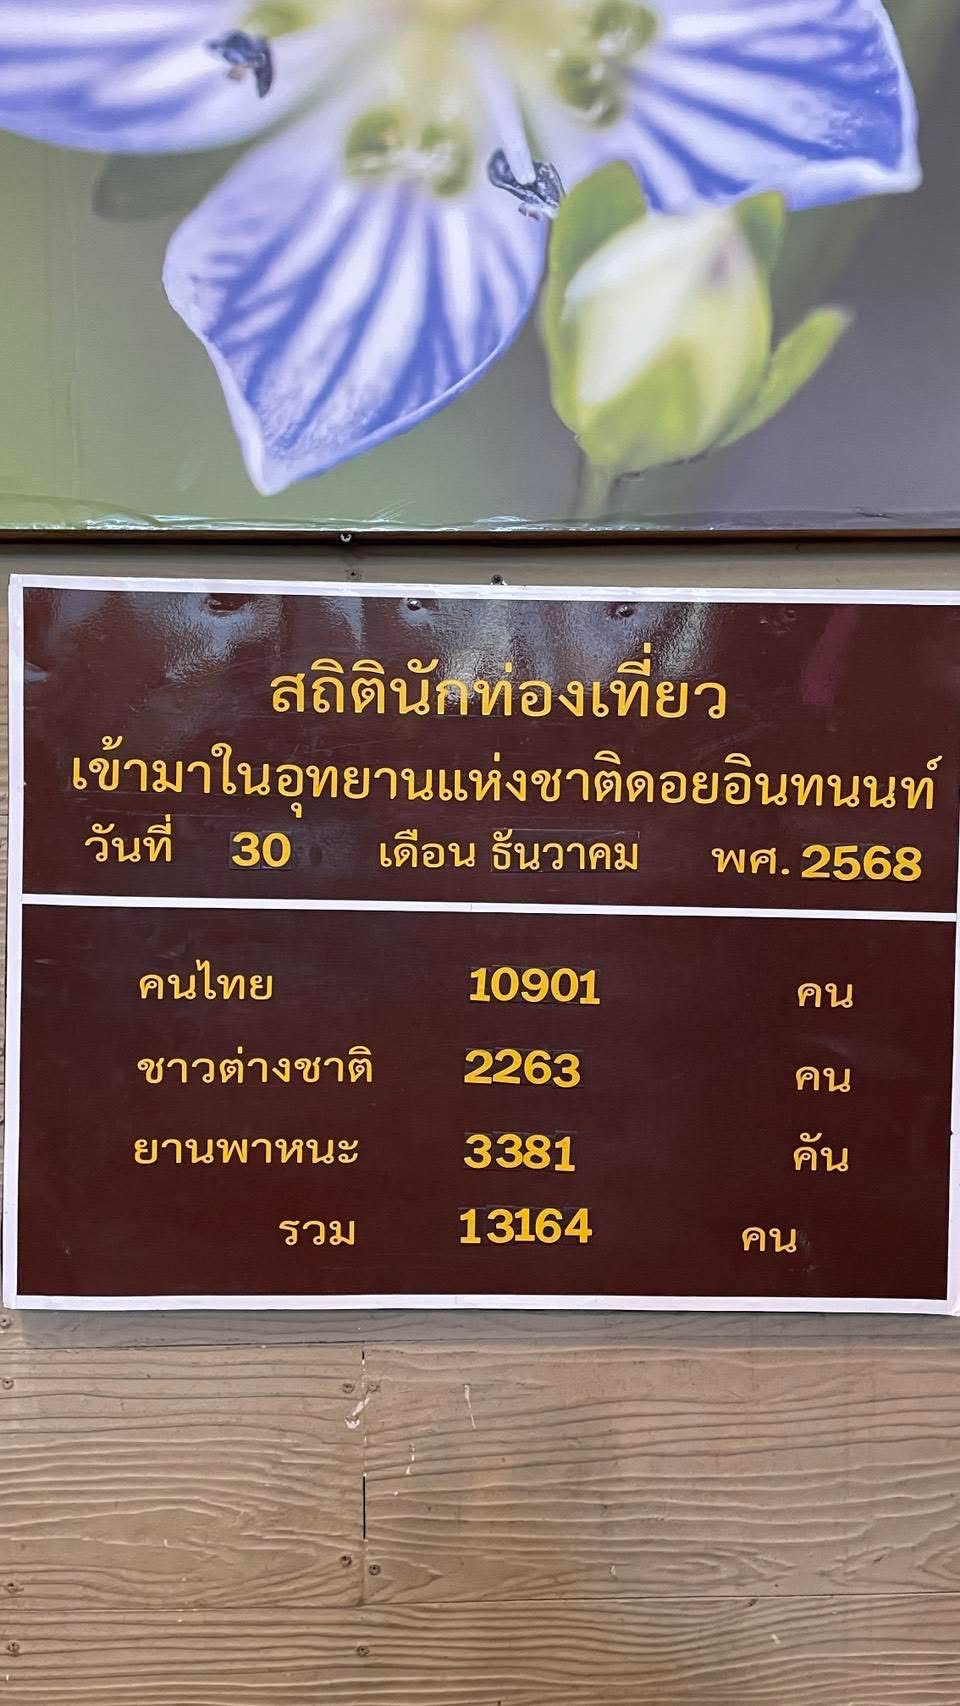 สถิตินักท่องเที่ยว
เข้ามาในอุทยานแห่งชาติดอยอินทนนท์
วันที่ 30 เดือน ธันวาคม พศ. 2568
คนไทย 10901 คน
ชาวต่างชาติ 2263 คน
ยานพาหนะ 3381 คัน
รวม 13164 คน